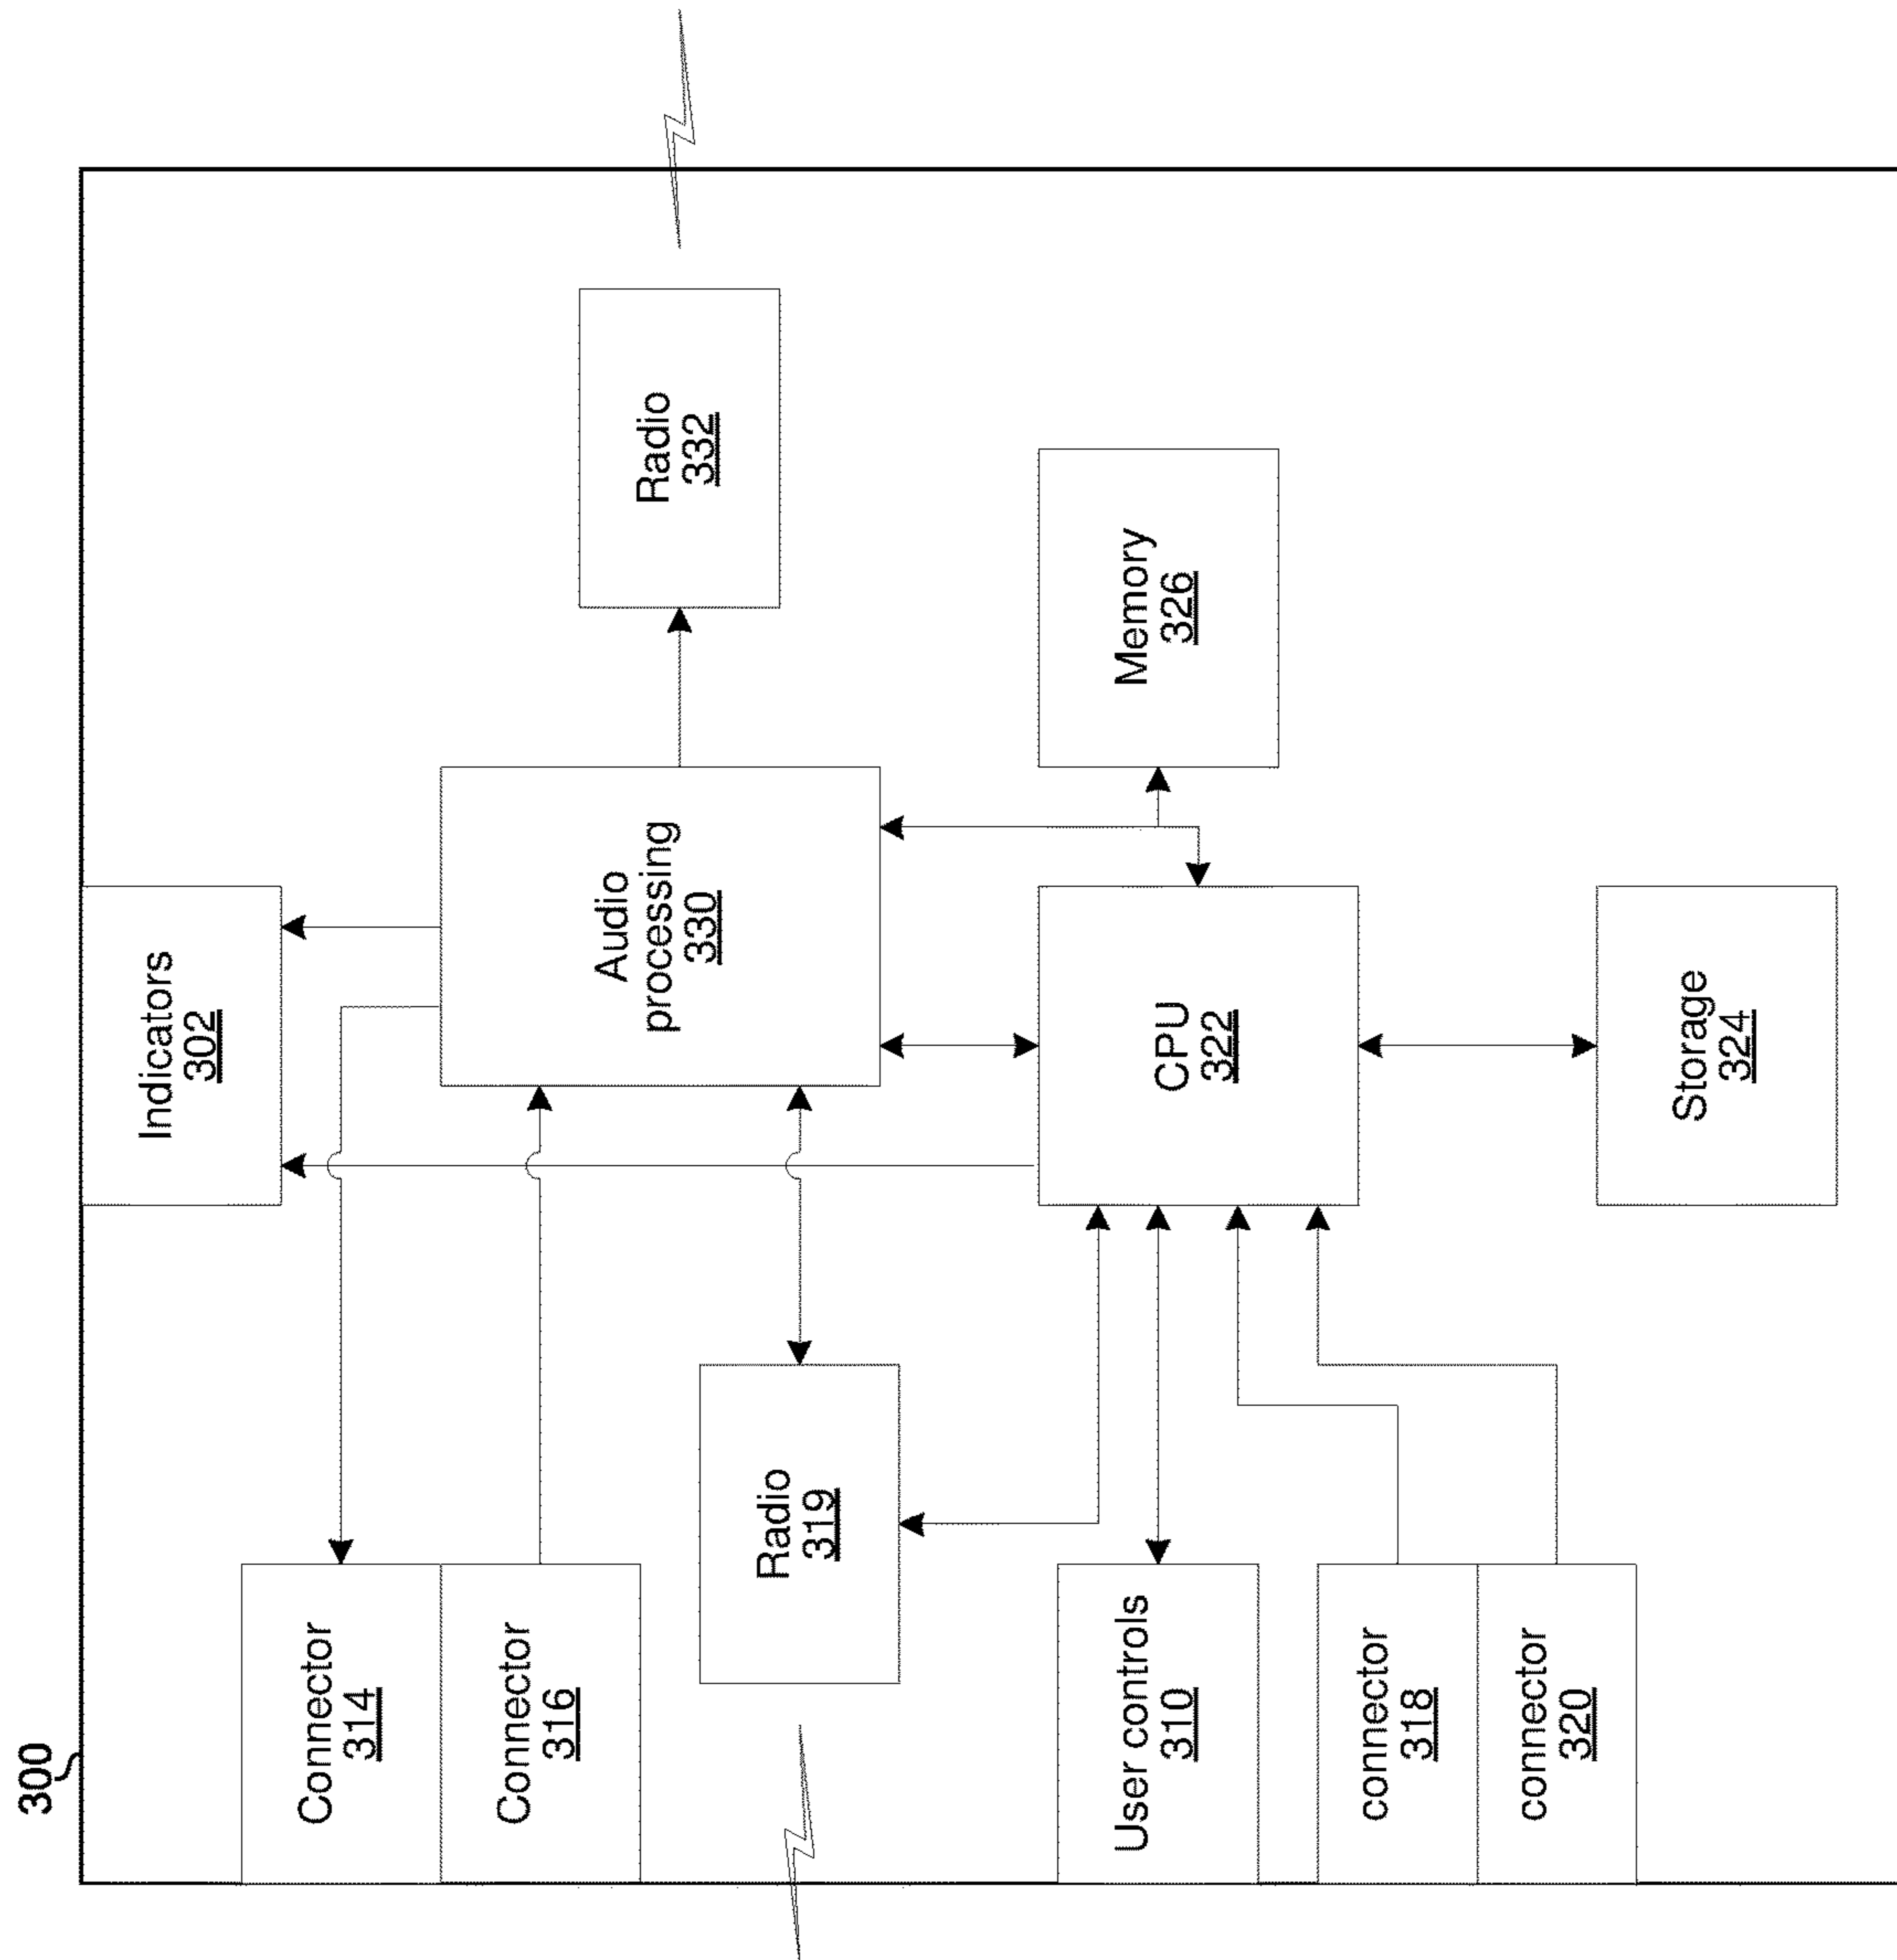 300
Indicators
302
Connector
314
Connector
316
Audio
processing
330
Radio
332
Radio
319
User controls
310
CPU
322
Memory
326
connector
318
connector
320
Storage
324